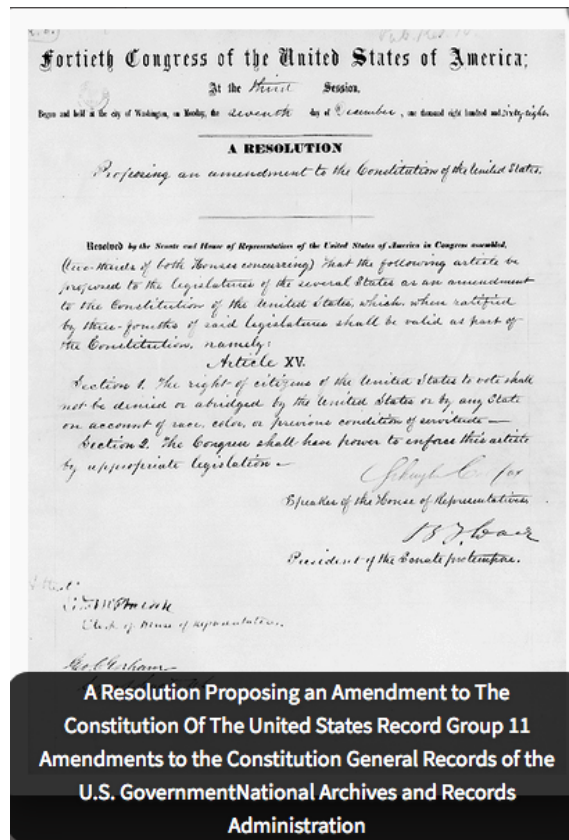 Pub. Res. 10.
Fortieth Congress of the United States of America;
At the third Session,
Begun and held at the city of Washington, on Monday, the seventh day of December, one thousand eight hundred and sixty-eight.
A RESOLUTION
Proposing an amendment to the Constitution of the United States.
Resolved by the Senate and House of Representatives of the United States of America in Congress assembled,
(two-thirds of both Houses concurring) That the following article be
proposed to the legislatures of the several States as an amendment
to the Constitution of the United States, which, when ratified
by three-fourths of said legislatures shall be valid as part of
the Constitution, namely:
Article XV.
Section 1. The right of citizens of the United States to vote shall
not be denied or abridged by the United States or by any State
on account of race, color, or previous condition of servitude—
Section 2. The Congress shall have power to enforce this article
by appropriate legislation—
Schuyler Colfax
Speaker of the House of Representatives.
B F Wade
President of the Senate protempore.
Attest:
Clerk of House of Representatives.
Geo. C. Gorham
A Resolution Proposing an Amendment to The
Constitution Of The United States Record Group 11
Amendments to the Constitution General Records of the
U.S. GovernmentNational Archives and Records
Administration